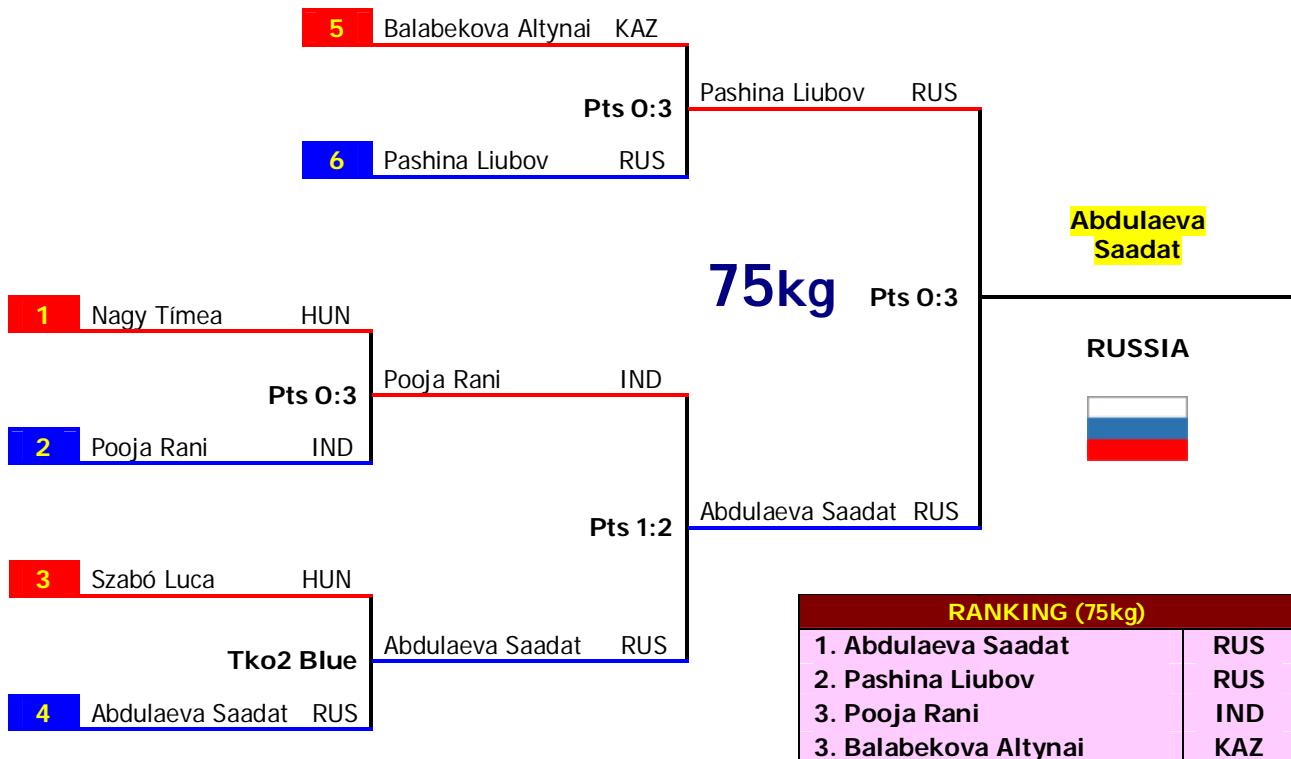 5 Balabekova Altynai KAZ
Pashina Liubov RUS
Pts 0:3
6 Pashina Liubov RUS
Abdulaeva
Saadat
75kg Pts 0:3
1 Nagy Tímea HUN
RUSSIA
Pooja Rani IND
Pts 0:3
2 Pooja Rani IND
Abdulaeva Saadat RUS
Pts 1:2
3 Szabó Luca HUN
RANKING (75kg)
Abdulaeva Saadat RUS
1. Abdulaeva Saadat RUS
Tko2 Blue
2. Pashina Liubov RUS
4 Abdulaeva Saadat RUS
3. Pooja Rani IND
3. Balabekova Altynai KAZ